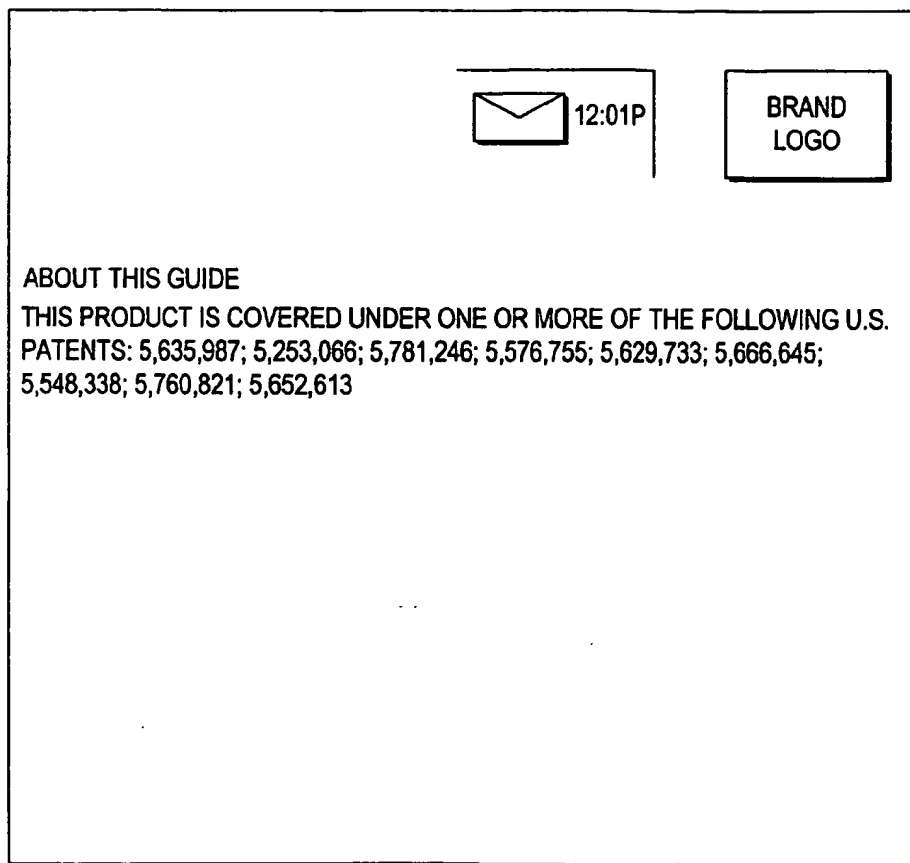 12:01P
BRAND
LOGO
ABOUT THIS GUIDE
THIS PRODUCT IS COVERED UNDER ONE OR MORE OF THE FOLLOWING U.S.
PATENTS: 5,635,987; 5,253,066; 5,781,246; 5,576,755; 5,629,733; 5,666,645;
5,548,338; 5,760,821; 5,652,613